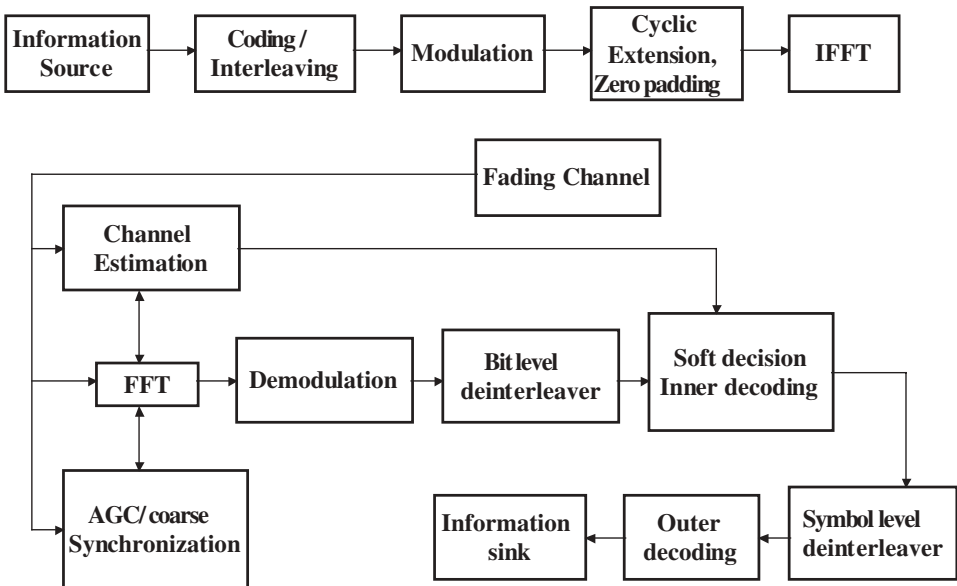 Information
Source
Coding /
Interleaving
Modulation
Cyclic
Extension,
Zero padding
IFFT
Fading Channel
Channel
Estimation
FFT
Demodulation
Bit level
deinterleaver
Soft decision
Inner decoding
AGC/coarse
Synchronization
Information
sink
Outer
decoding
Symbol level
deinterleaver